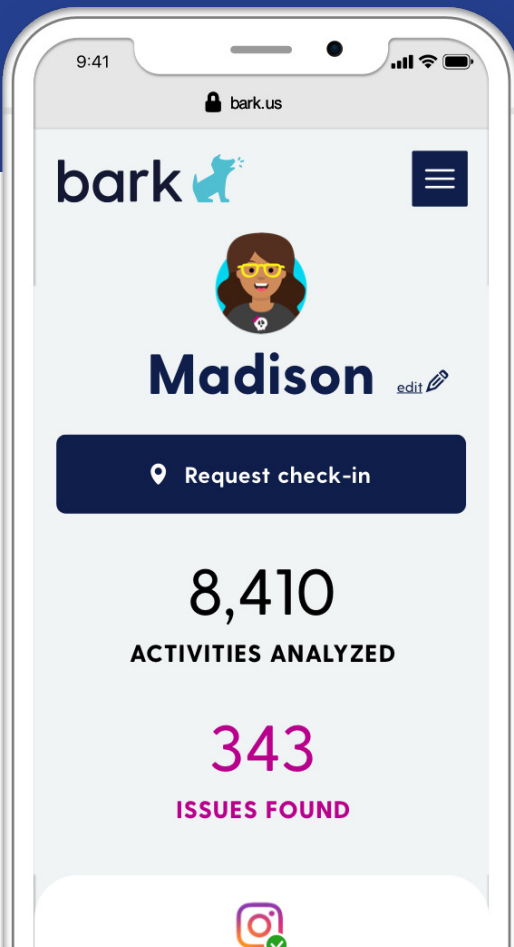 9:41
bark.us
bark
Madison
edit
Request check-in
8,410
ACTIVITIES ANALYZED
343
ISSUES FOUND